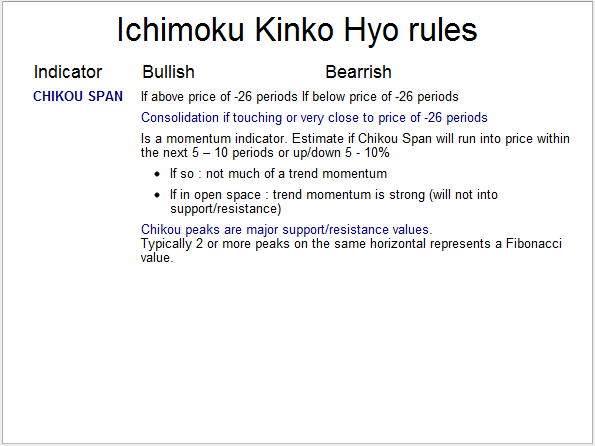 Ichimoku Kinko Hyo rules
Indicator Bullish Bearrish
CHIKOU SPAN If above price of -26 periods If below price of -26 periods
Consolidation if touching or very close to price of -26 periods
Is a momentum indicator. Estimate if Chikou Span will run into price within
the next 5 – 10 periods or up/down 5 - 10%
• If so : not much of a trend momentum
• If in open space : trend momentum is strong (will not into
support/resistance)
Chikou peaks are major support/resistance values.
Typically 2 or more peaks on the same horizontal represents a Fibonacci
value.